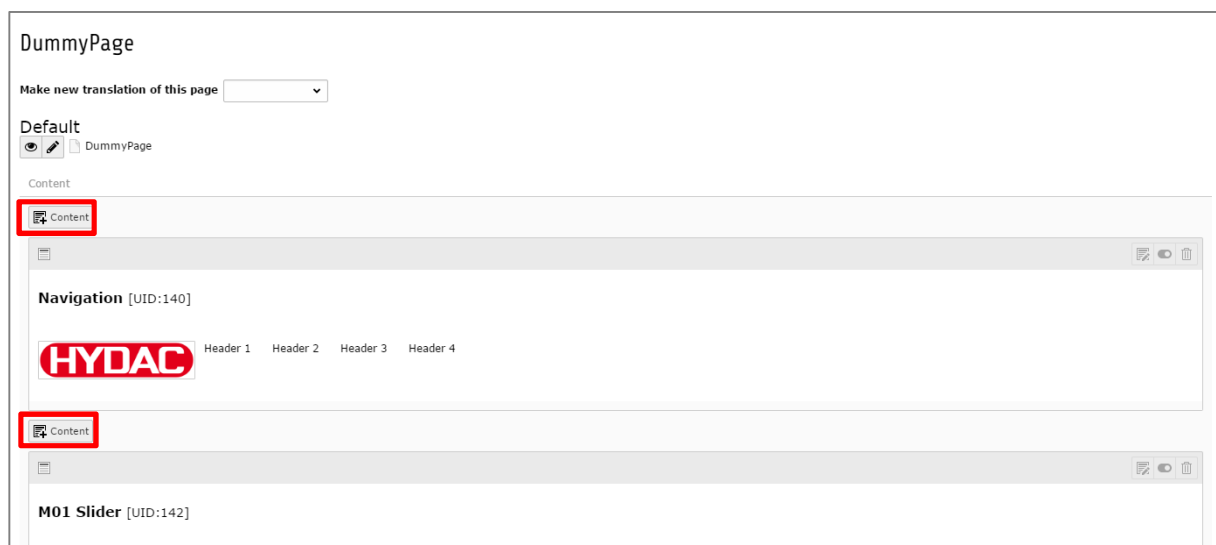 DummyPage
Make new translation of this page
Default
DummyPage
Content
Content
Navigation [UID:140]
HYDAC Header 1 Header 2 Header 3 Header 4
Content
M01 Slider [UID:142]